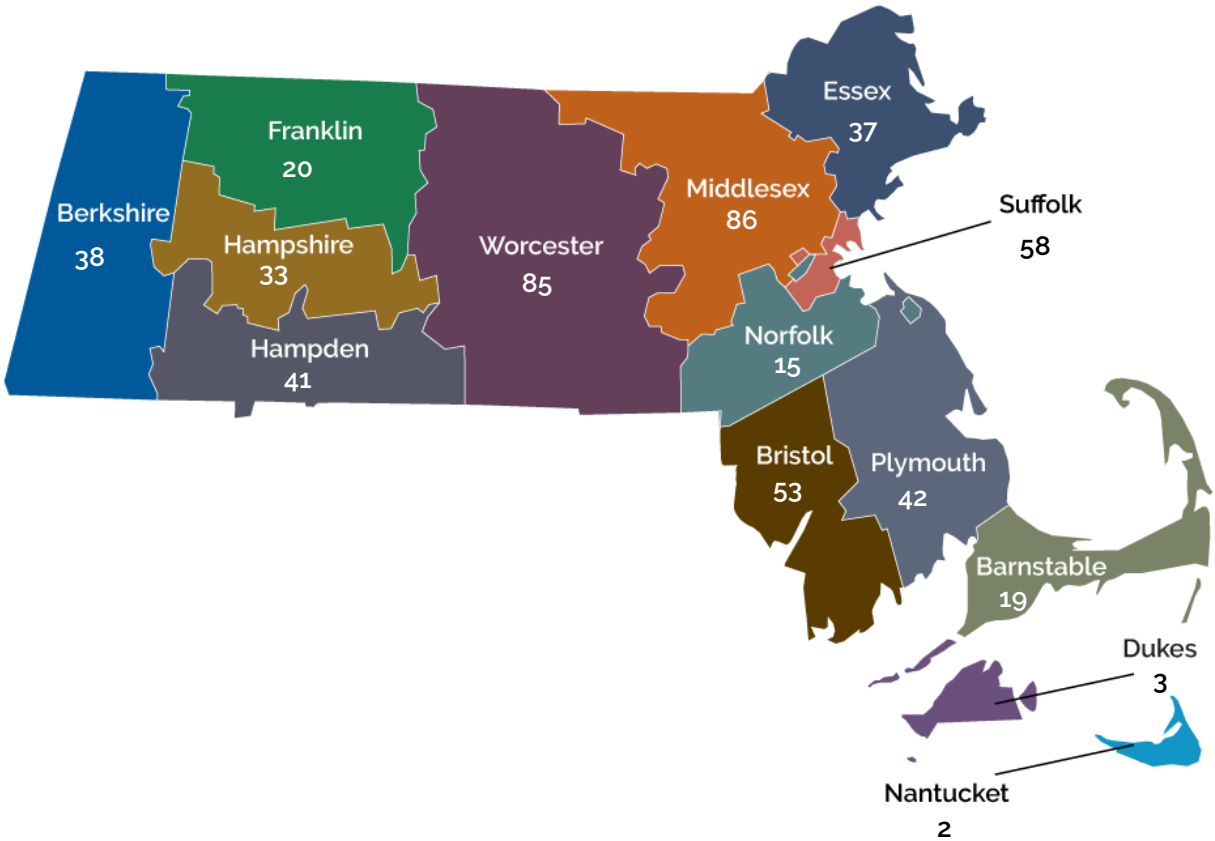 Essex
37
Franklin
20
Middlesex
86
Suffolk
58
Berkshire
38
Hampshire
33
Worcester
85
Norfolk
15
Hampden
41
Bristol
53
Plymouth
42
Barnstable
19
Dukes
3
Nantucket
2